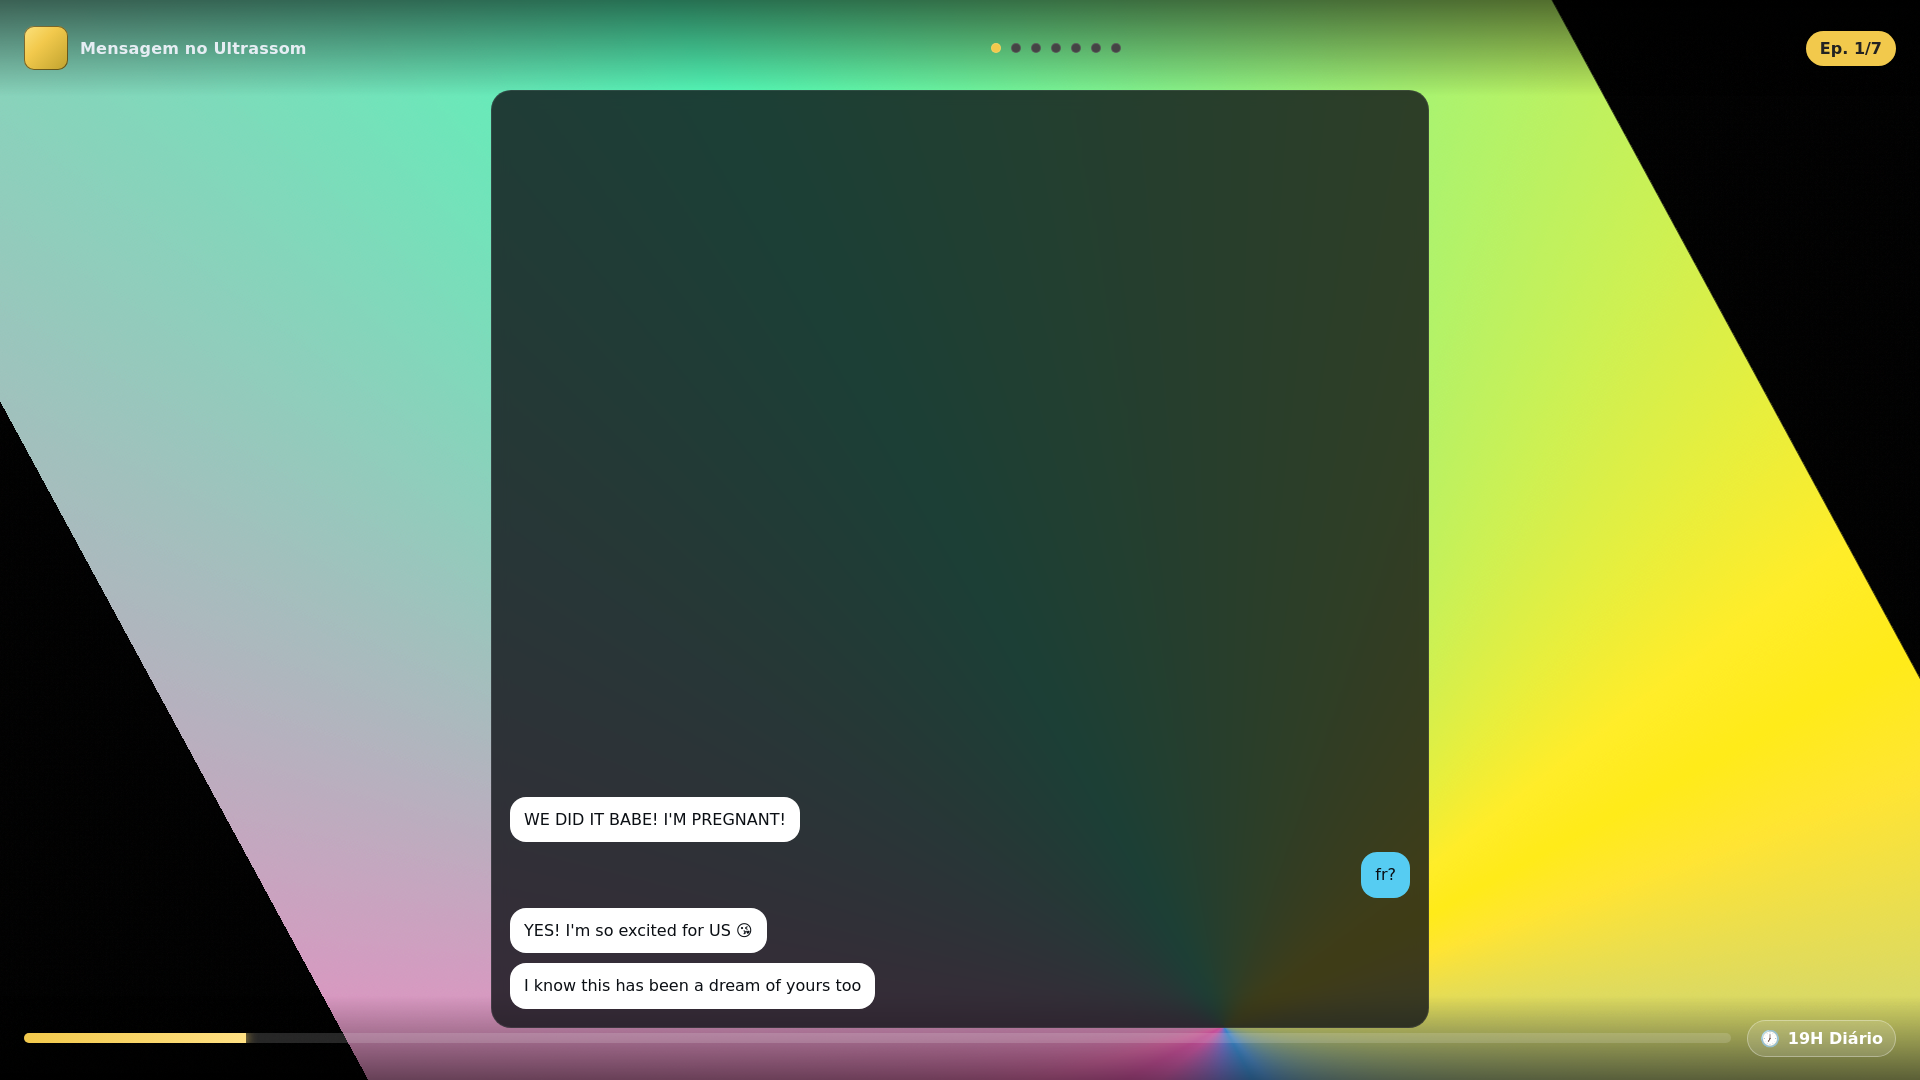 Mensagem no Ultrassom
Ep. 1/7
WE DID IT BABE! I'M PREGNANT!
fr?
YES! I'm so excited for US 😘
I know this has been a dream of yours too
🕖 19H Diário